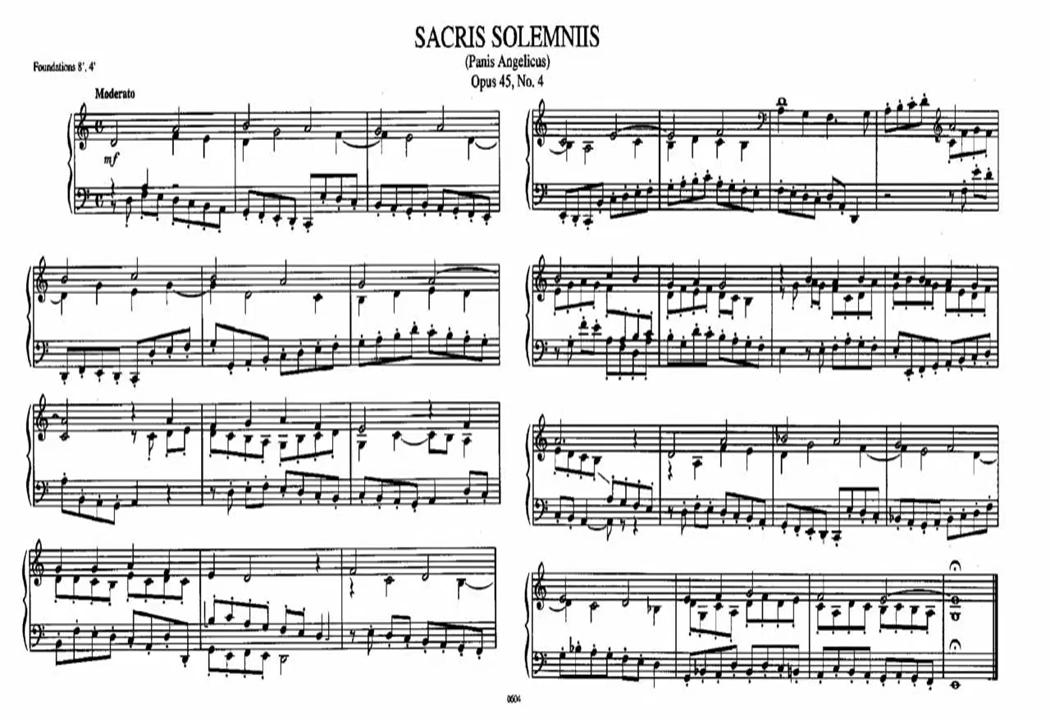 SACRIS SOLEMNIIS
(Panis Angelicus)
Opus 45, No. 4
Foundations 8', 4'
Moderato
mf
0604